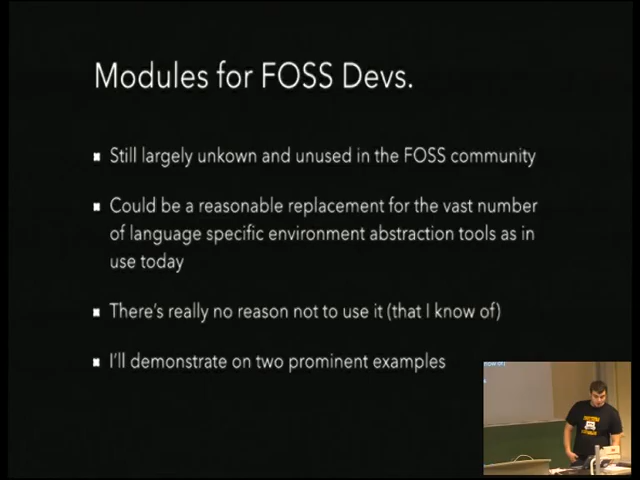 Modules for FOSS Devs.
Still largely unkown and unused in the FOSS community
Could be a reasonable replacement for the vast number
of language specific environment abstraction tools as in
use today
There's really no reason not to use it (that I know of)
I'll demonstrate on two prominent examples